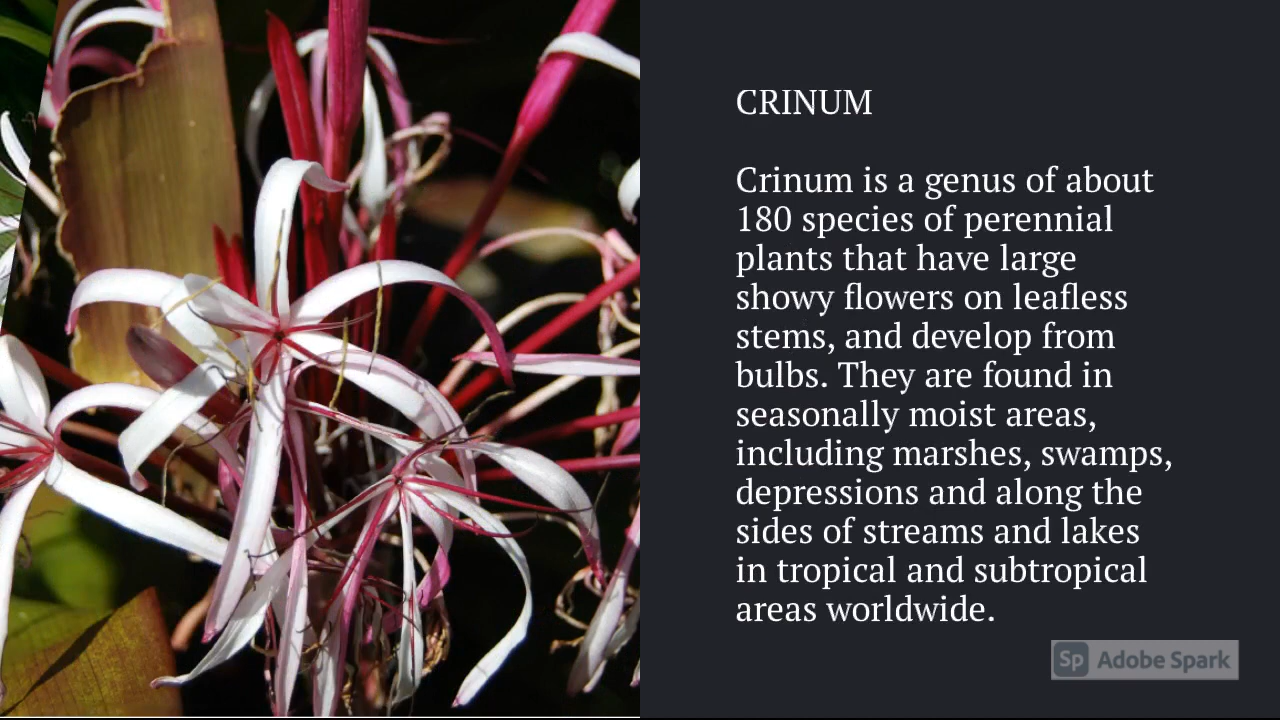 CRINUM
Crinum is a genus of about
180 species of perennial
plants that have large
showy flowers on leafless
stems, and develop from
bulbs. They are found in
seasonally moist areas,
including marshes, swamps,
depressions and along the
sides of streams and lakes
in tropical and subtropical
areas worldwide.
Sp Adobe Spark